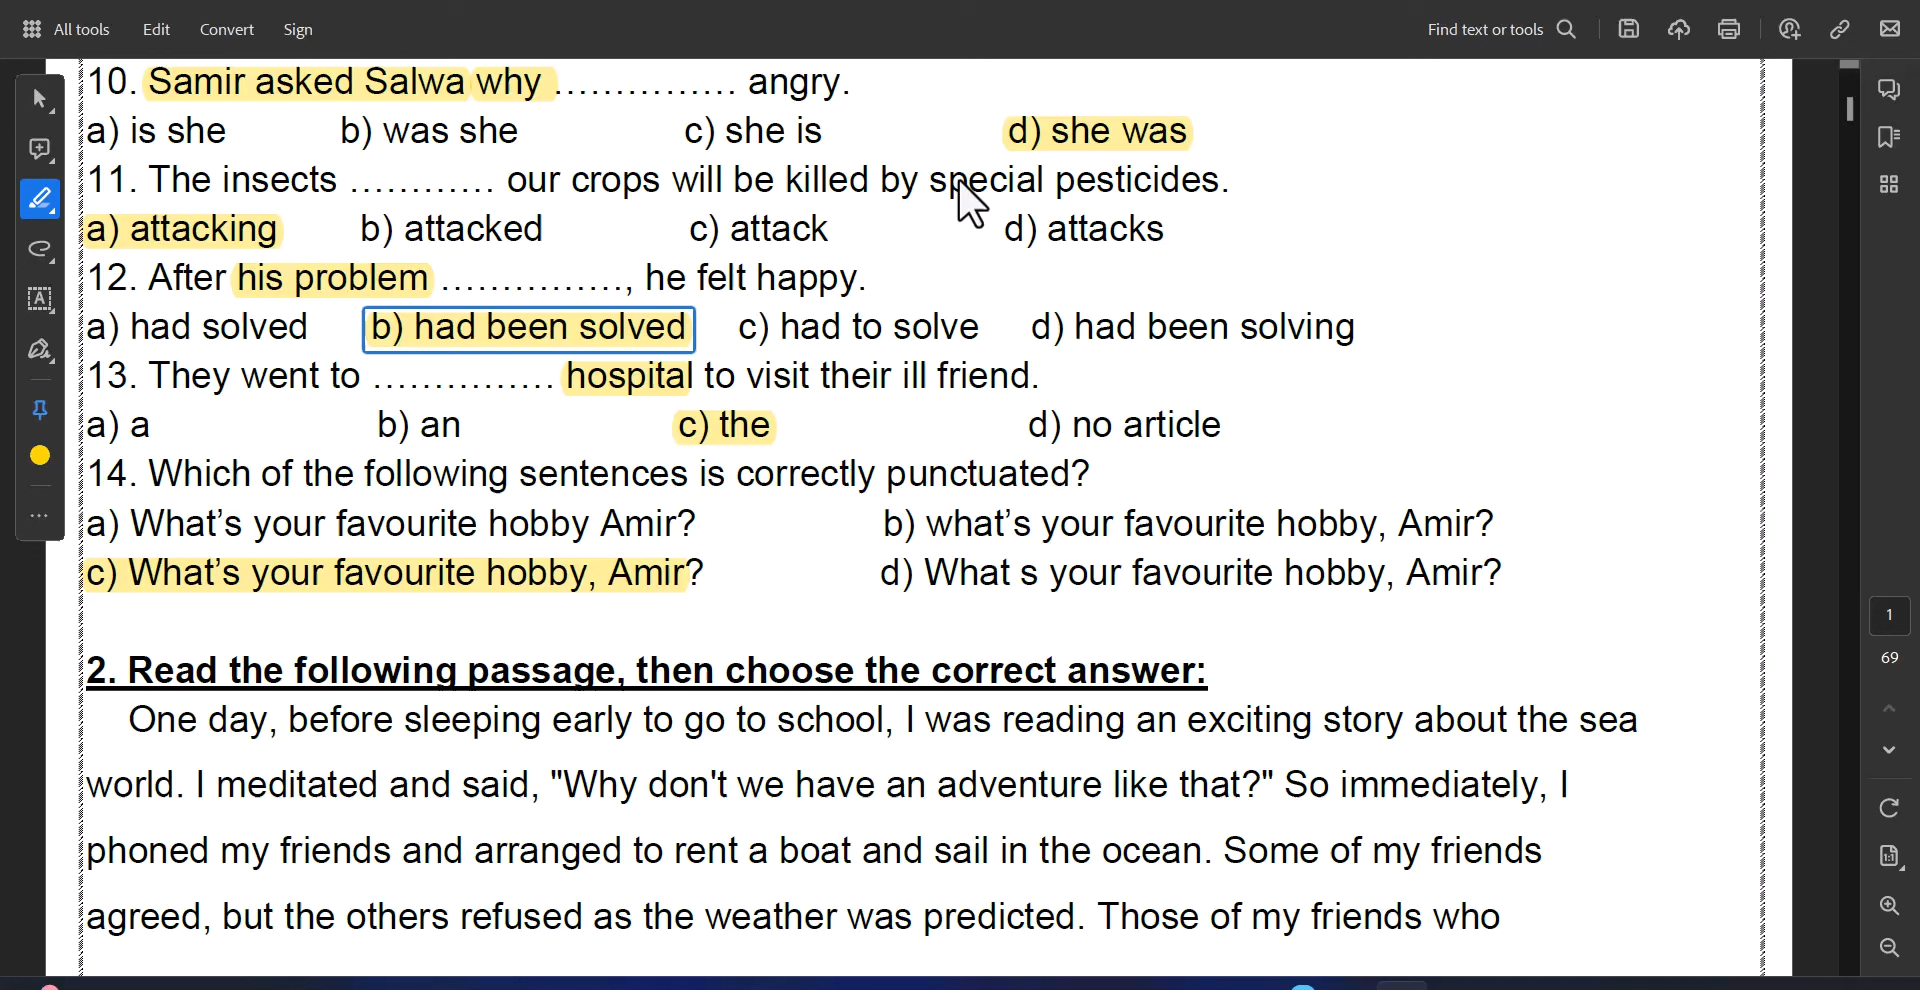 All tools Edit Convert Sign Find text or tools
10. Samir asked Salwa why ............... angry.
a) is she b) was she c) she is d) she was
11. The insects ............ our crops will be killed by special pesticides.
a) attacking b) attacked c) attack d) attacks
12. After his problem ..............., he felt happy.
a) had solved b) had been solved c) had to solve d) had been solving
13. They went to ............... hospital to visit their ill friend.
a) a b) an c) the d) no article
14. Which of the following sentences is correctly punctuated?
a) What’s your favourite hobby Amir? b) what’s your favourite hobby, Amir?
c) What’s your favourite hobby, Amir? d) What s your favourite hobby, Amir?
1
69
2. Read the following passage, then choose the correct answer:
One day, before sleeping early to go to school, I was reading an exciting story about the sea
world. I meditated and said, "Why don't we have an adventure like that?" So immediately, I
phoned my friends and arranged to rent a boat and sail in the ocean. Some of my friends
agreed, but the others refused as the weather was predicted. Those of my friends who